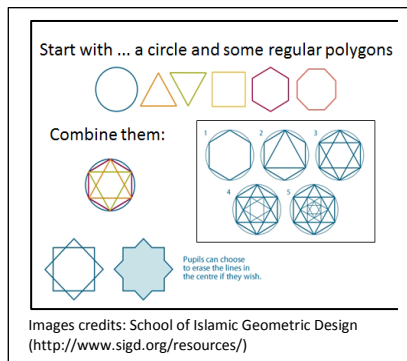 Start with ... a circle and some regular polygons
Combine them:
1 2 3
4 5
Pupils can choose
to erase the lines in
the centre if they wish.
Images credits: School of Islamic Geometric Design
(http://www.sigd.org/resources/)